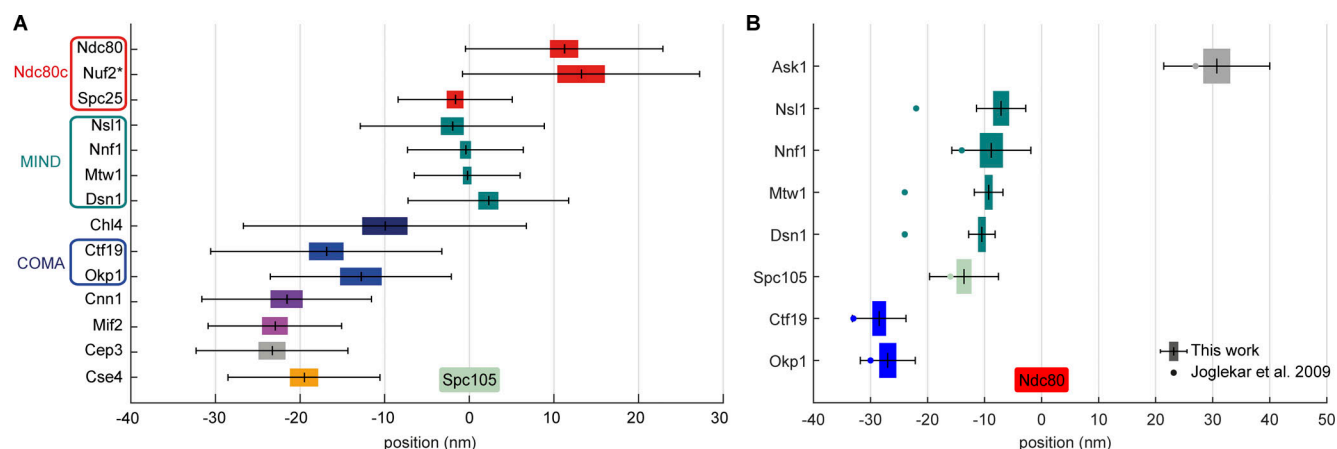 A
Ndc80c
Ndc80
Nuf2*
Spc25
MIND
Nsl1
Nnf1
Mtw1
Dsn1
Chl4
COMA
Ctf19
Okp1
Cnn1
Mif2
Cep3
Cse4
Spc105
-40 -30 -20 -10 0 10 20 30
position (nm)
B
Ask1
Nsl1
Nnf1
Mtw1
Dsn1
Spc105
Ctf19
Okp1
This work
Joglekar et al. 2009
Ndc80
-40 -30 -20 -10 0 10 20 30 40 50
position (nm)